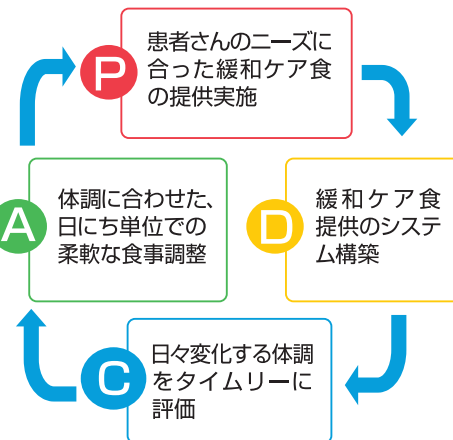 P
患者さんのニーズに
合った緩和ケア食
の提供実施
D
緩和ケア食
提供のシステ
ム構築
C
日々変化する体調
をタイムリーに
評価
A
体調に合わせた、
日にち単位での
柔軟な食事調整